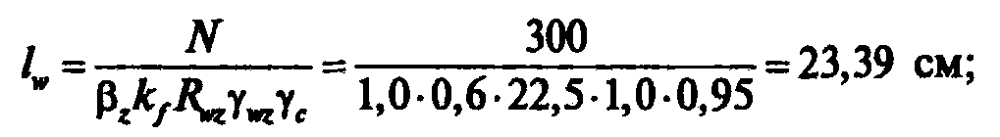 l_w = N / (β_z k_f R_wz γ_wz γ_c) = 300 / (1,0·0,6·22,5·1,0·0,95) = 23,39 см;